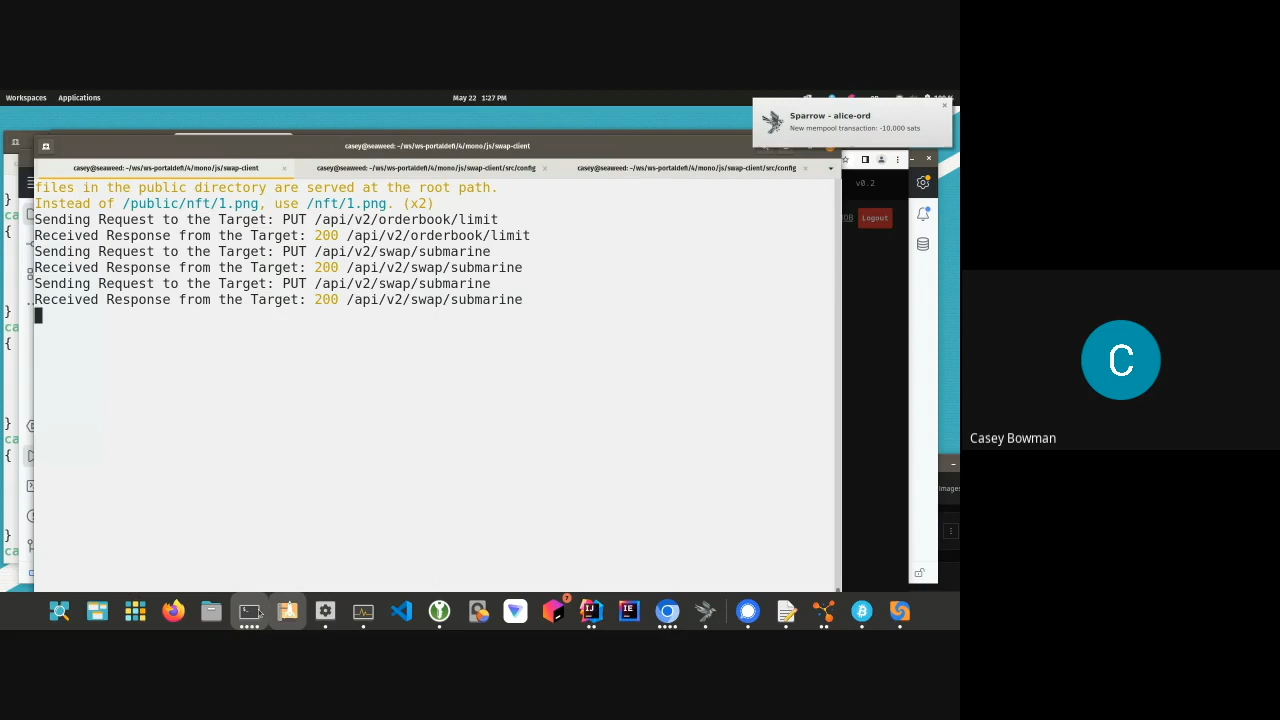 Workspaces Applications May 22 1:27 PM
Sparrow - alice-ord
New mempool transaction: -10,000 sats
casey@seaweed: ~/ws/ws-portaldefi/4/mono/js/swap-client
casey@seaweed: ~/ws/ws-portaldefi/4/mono/js/swap-client casey@seaweed: ~/ws/ws-portaldefi/4/mono/js/swap-client/src/config casey@seaweed: ~/ws/ws-portaldefi/4/mono/js/swap-client/src/config
v0.2
Logout
files in the public directory are served at the root path.
Instead of /public/nft/1.png, use /nft/1.png. (x2)
Sending Request to the Target: PUT /api/v2/orderbook/limit
Received Response from the Target: 200 /api/v2/orderbook/limit
Sending Request to the Target: PUT /api/v2/swap/submarine
Received Response from the Target: 200 /api/v2/swap/submarine
Sending Request to the Target: PUT /api/v2/swap/submarine
Received Response from the Target: 200 /api/v2/swap/submarine
}
{
}
{
}
ca
{
}
ca
Images
7
IJ
IE
C
Casey Bowman